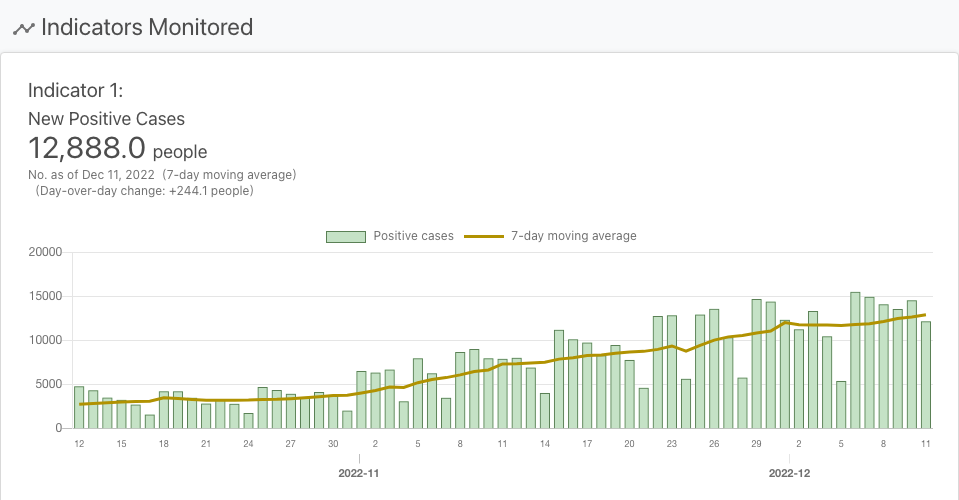 Indicators Monitored
Indicator 1:
New Positive Cases
12,888.0 people
No. as of Dec 11, 2022 (7-day moving average)
(Day-over-day change: +244.1 people)
Positive cases 7-day moving average
20000
15000
10000
5000
0
12 15 18 21 24 27 30 2 5 8 11 14 17 20 23 26 29 2 5 8 11
2022-11 2022-12